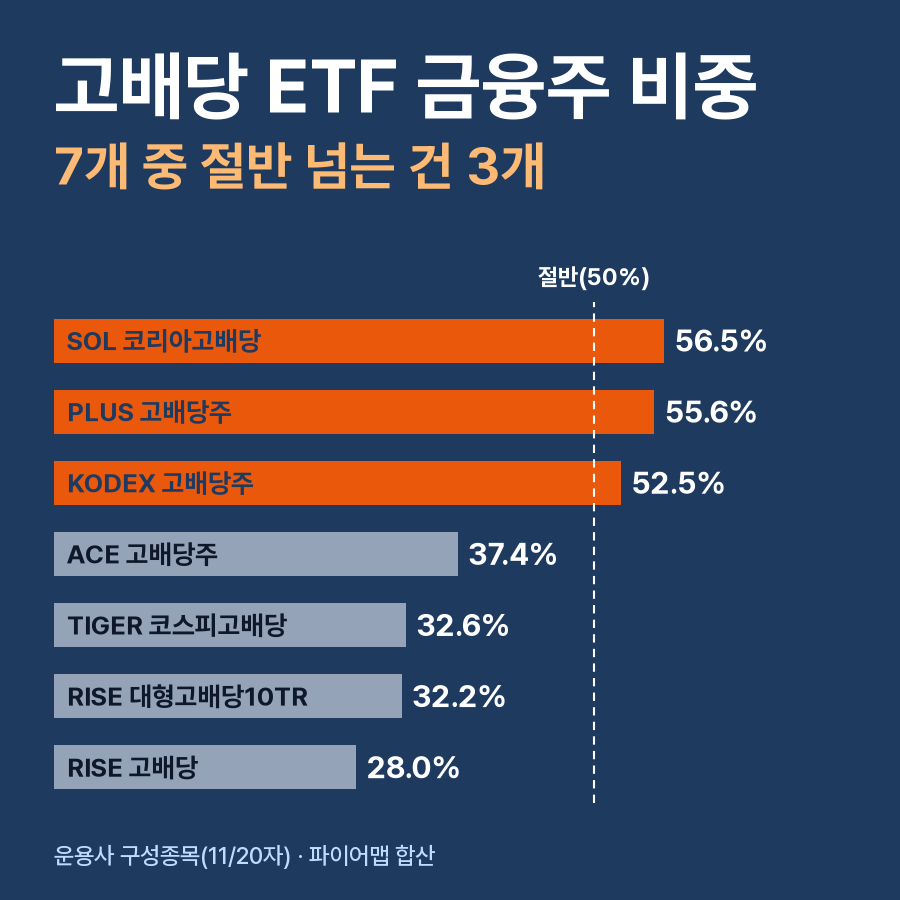 고배당 ETF 금융주 비중
7개 중 절반 넘는 건 3개
절반(50%)
SOL 코리아고배당 56.5%
PLUS 고배당주 55.6%
KODEX 고배당주 52.5%
ACE 고배당주 37.4%
TIGER 코스피고배당 32.6%
RISE 대형고배당10TR 32.2%
RISE 고배당 28.0%
운용사 구성종목(11/20자) · 파이어맵 합산